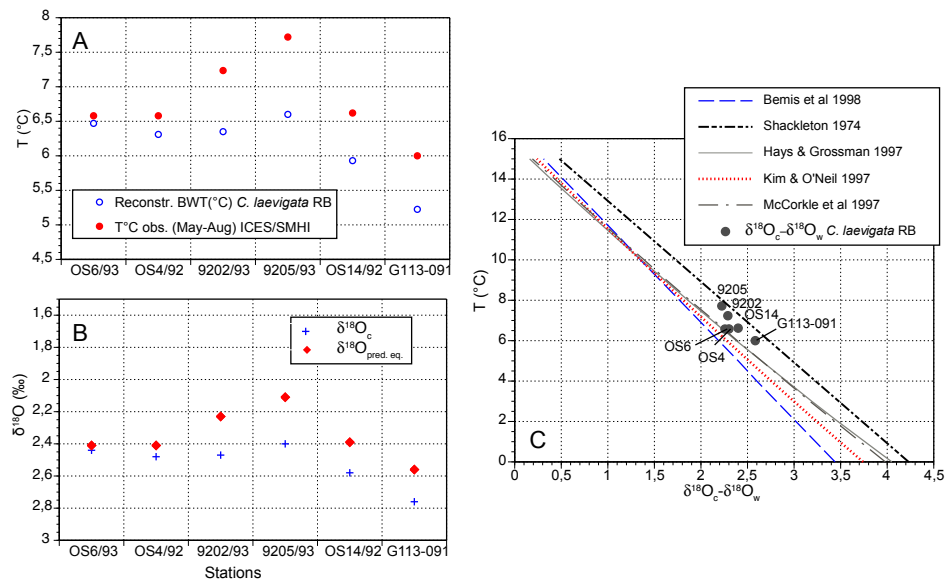 A
T (°C)
8
7,5
7
6,5
6
5,5
5
4,5
Reconstr. BWT(°C) C. laevigata RB
T°C obs. (May-Aug) ICES/SMHI
OS6/93 OS4/92 9202/93 9205/93 OS14/92 G113-091
B
δ¹⁸O (‰)
1,6
1,8
2
2,2
2,4
2,6
2,8
3
δ¹⁸Oc
δ¹⁸Opred. eq.
OS6/93 OS4/92 9202/93 9205/93 OS14/92 G113-091
Stations
Bemis et al 1998
Shackleton 1974
Hays & Grossman 1997
Kim & O'Neil 1997
McCorkle et al 1997
δ¹⁸Oc–δ¹⁸Ow C. laevigata RB
T (°C)
16
14
12
10
8
6
4
2
0
9205
9202
OS14
G113-091
OS6
OS4
C
0 0,5 1 1,5 2 2,5 3 3,5 4 4,5
δ¹⁸Oc-δ¹⁸Ow